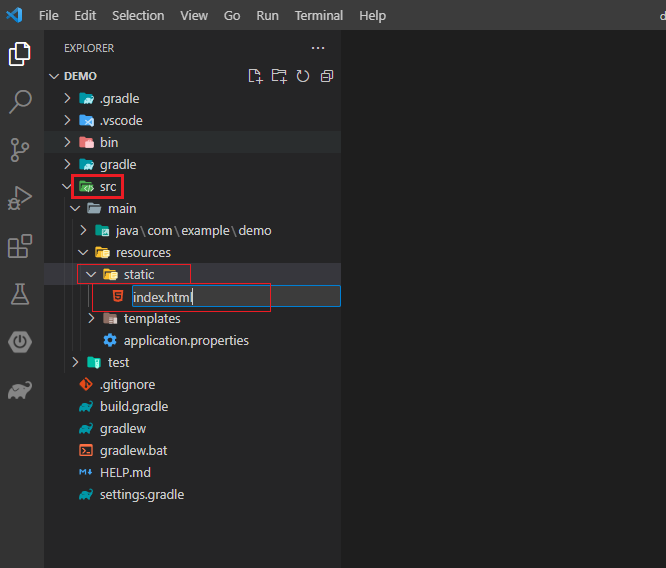 File Edit Selection View Go Run Terminal Help
EXPLORER ···
DEMO
.gradle
.vscode
bin
gradle
src
main
java\com\example\demo
resources
static
index.html
templates
application.properties
test
.gitignore
build.gradle
gradlew
gradlew.bat
HELP.md
settings.gradle